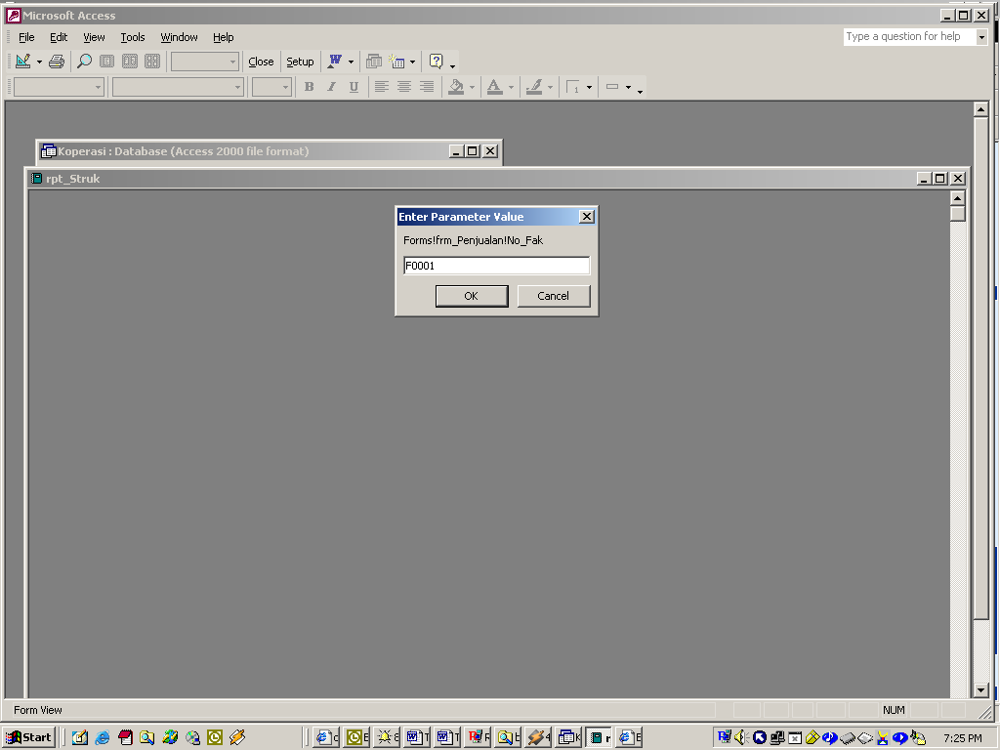 Microsoft Access
File Edit View Tools Window Help
Type a question for help
Close Setup
B I U
1
Koperasi : Database (Access 2000 file format)
rpt_Struk
Enter Parameter Value
Forms!frm_Penjualan!No_Fak
F0001
OK Cancel
Form View
NUM
Start
7:25 PM